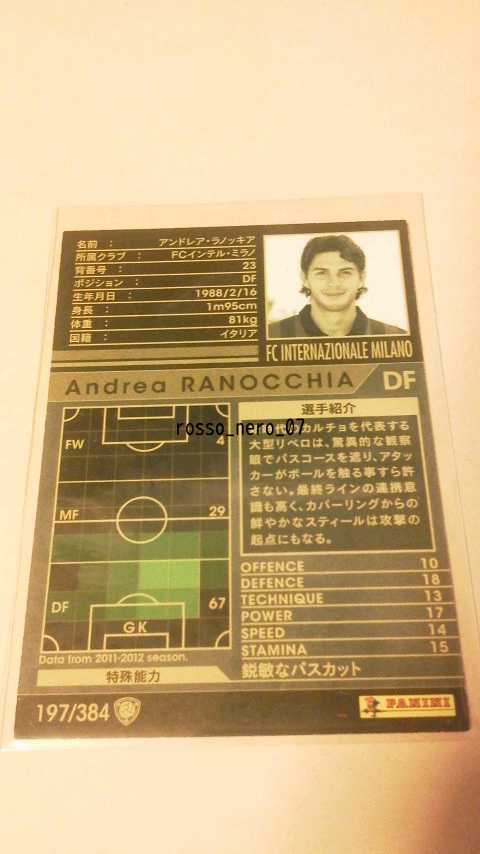 名前 : アンドレア・ラノッキア
所属クラブ : FCインテル・ミラノ
背番号 : 23
ポジション : DF
生年月日 : 1988/2/16
身長 : 1m95cm
体重 : 81kg
国籍 : イタリア
FC INTERNAZIONALE MILANO
Andrea RANOCCHIA DF
選手紹介
rosso_nero_07
代のカルチョを代表する
大型リベロは、驚異的な観察
眼でパスコースを遮り、アタッ
カーがボールを触る事すら許
さない。最終ラインの連携意
識も高く、カバーリングからの
鮮やかなスティールは攻撃の
起点にもなる。
FW 4
MF 29
DF 67
GK
OFFENCE 10
DEFENCE 18
TECHNIQUE 13
POWER 17
SPEED 14
STAMINA 15
Data from 2011-2012 season.
特殊能力 鋭敏なパスカット
197/384
PANINI